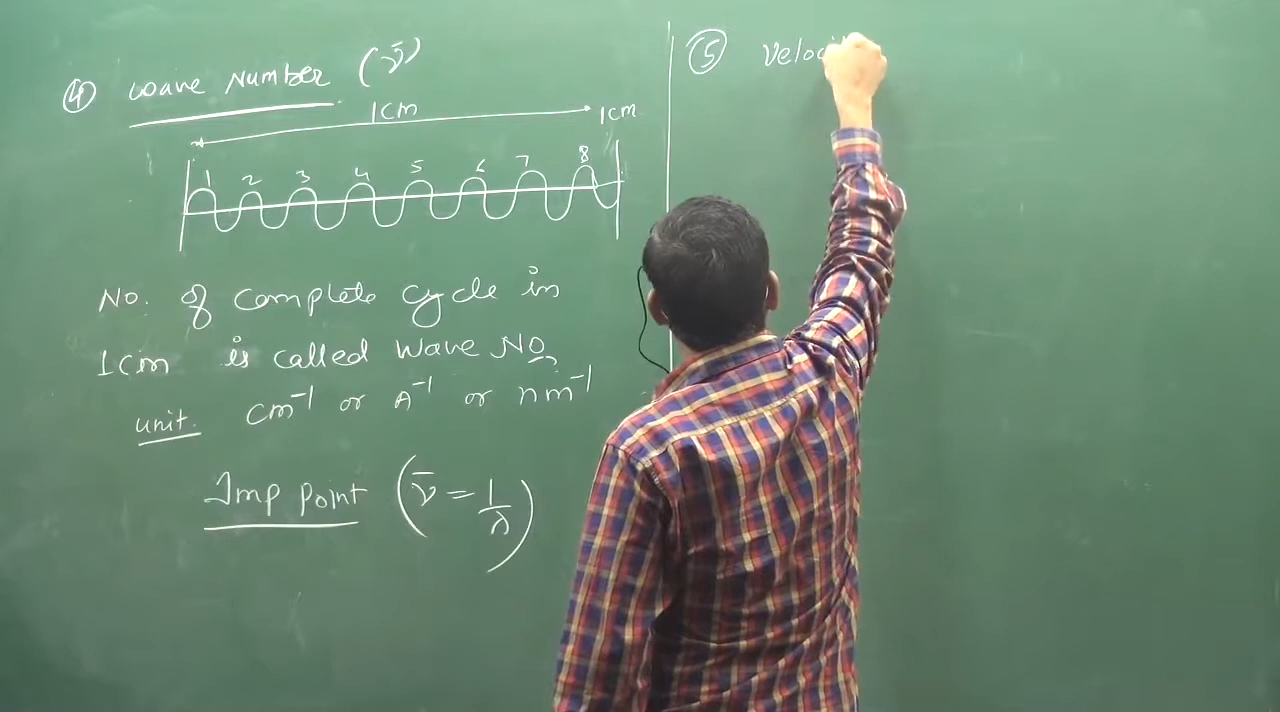 ④ Wave Number (ν̄)
1cm
1cm
1 2 3 4 5 6 7 8
No. of complete cycle in
1cm is called Wave No.
unit. cm⁻¹ or A⁻¹ or nm⁻¹
Imp point (ν̄ = 1/λ)
⑤ Veloci